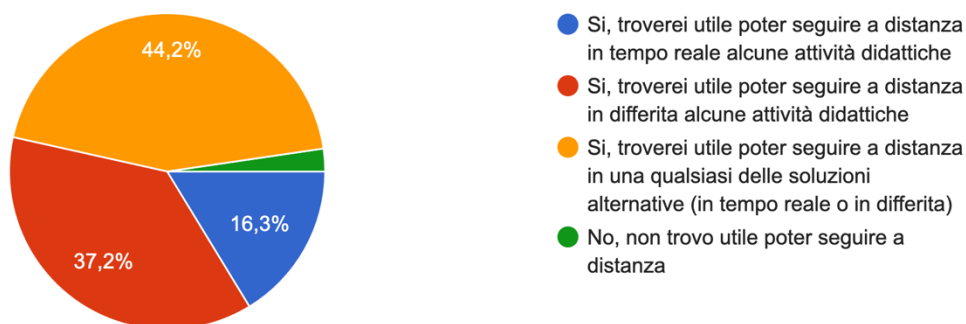 44,2%
37,2%
16,3%
Si, troverei utile poter seguire a distanza
in tempo reale alcune attività didattiche
Si, troverei utile poter seguire a distanza
in differita alcune attività didattiche
Si, troverei utile poter seguire a distanza
in una qualsiasi delle soluzioni
alternative (in tempo reale o in differita)
No, non trovo utile poter seguire a
distanza